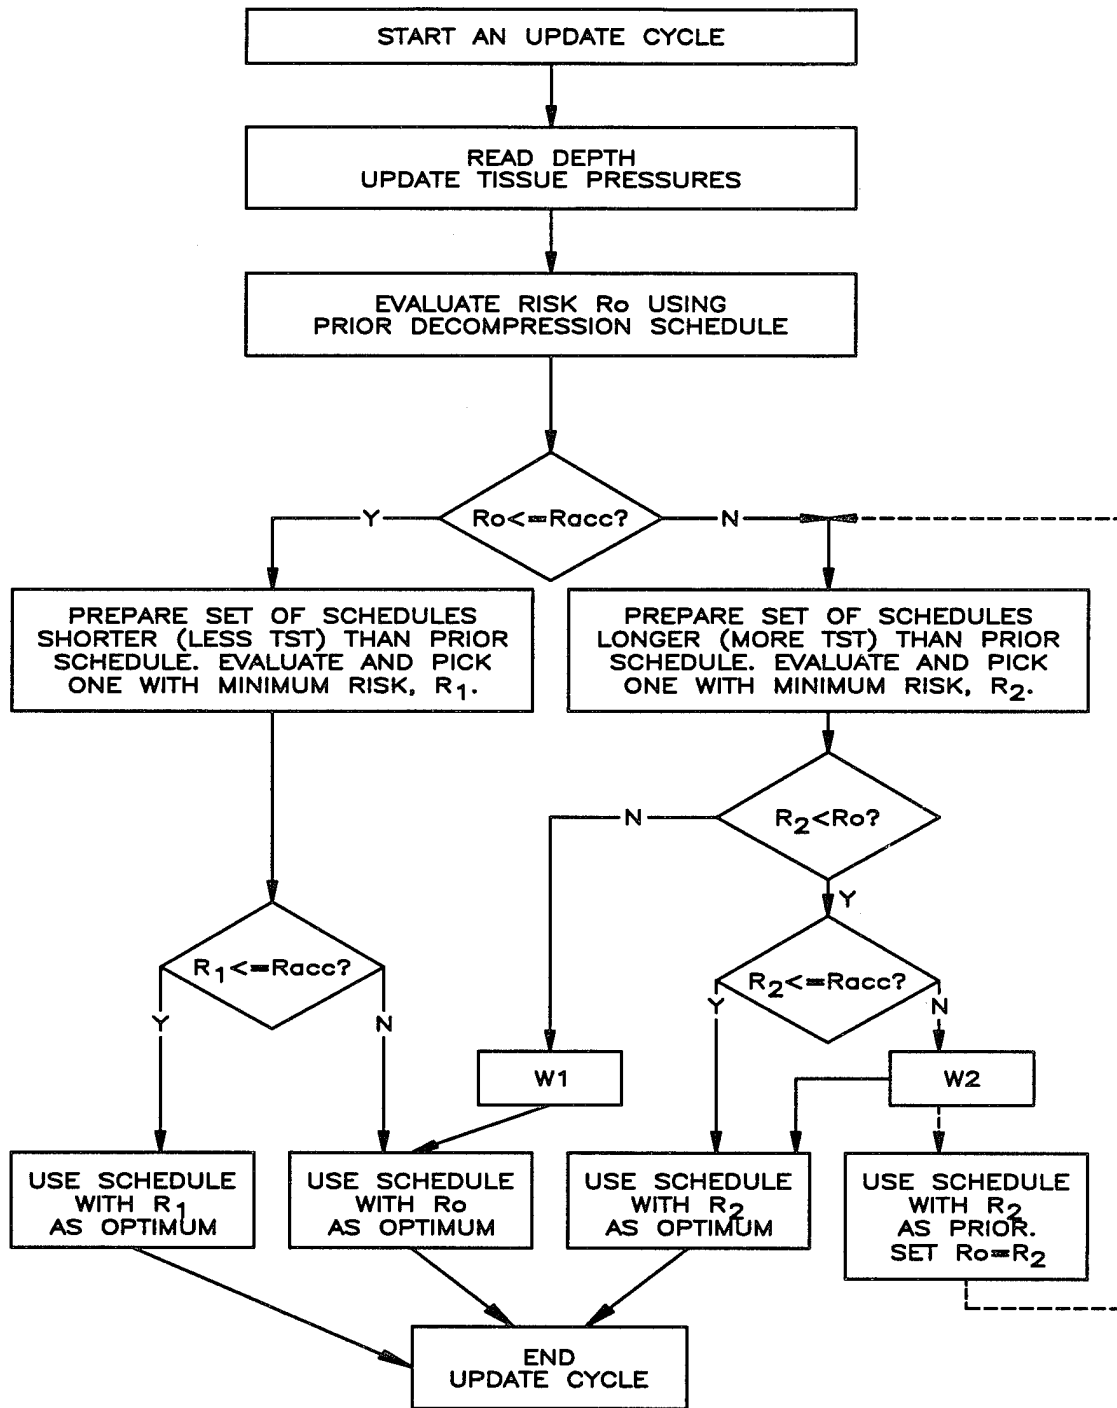 START AN UPDATE CYCLE
READ DEPTH
UPDATE TISSUE PRESSURES
EVALUATE RISK Ro USING
PRIOR DECOMPRESSION SCHEDULE
Ro<=Racc?
Y
N
PREPARE SET OF SCHEDULES
SHORTER (LESS TST) THAN PRIOR
SCHEDULE. EVALUATE AND PICK
ONE WITH MINIMUM RISK, R1.
PREPARE SET OF SCHEDULES
LONGER (MORE TST) THAN PRIOR
SCHEDULE. EVALUATE AND PICK
ONE WITH MINIMUM RISK, R2.
R2<Ro?
N
Y
R1<=Racc?
Y
N
R2<=Racc?
Y
N
W1
W2
USE SCHEDULE
WITH R1
AS OPTIMUM
USE SCHEDULE
WITH Ro
AS OPTIMUM
USE SCHEDULE
WITH R2
AS OPTIMUM
USE SCHEDULE
WITH R2
AS PRIOR.
SET Ro=R2
END
UPDATE CYCLE